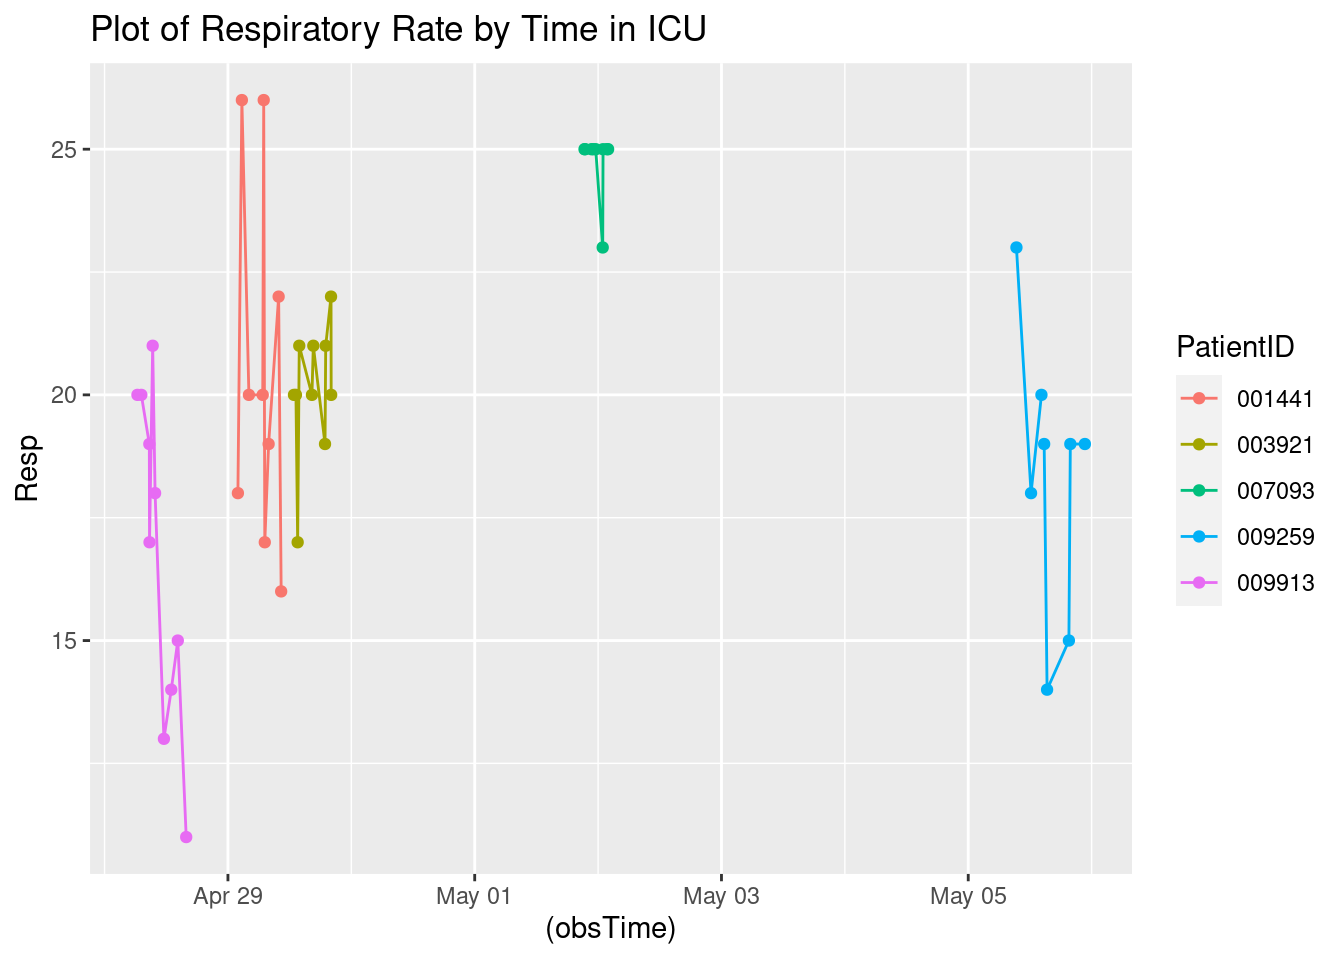 Plot of Respiratory Rate by Time in ICU
25
20
15
Resp
Apr 29
May 01
May 03
May 05
(obsTime)
PatientID
001441
003921
007093
009259
009913